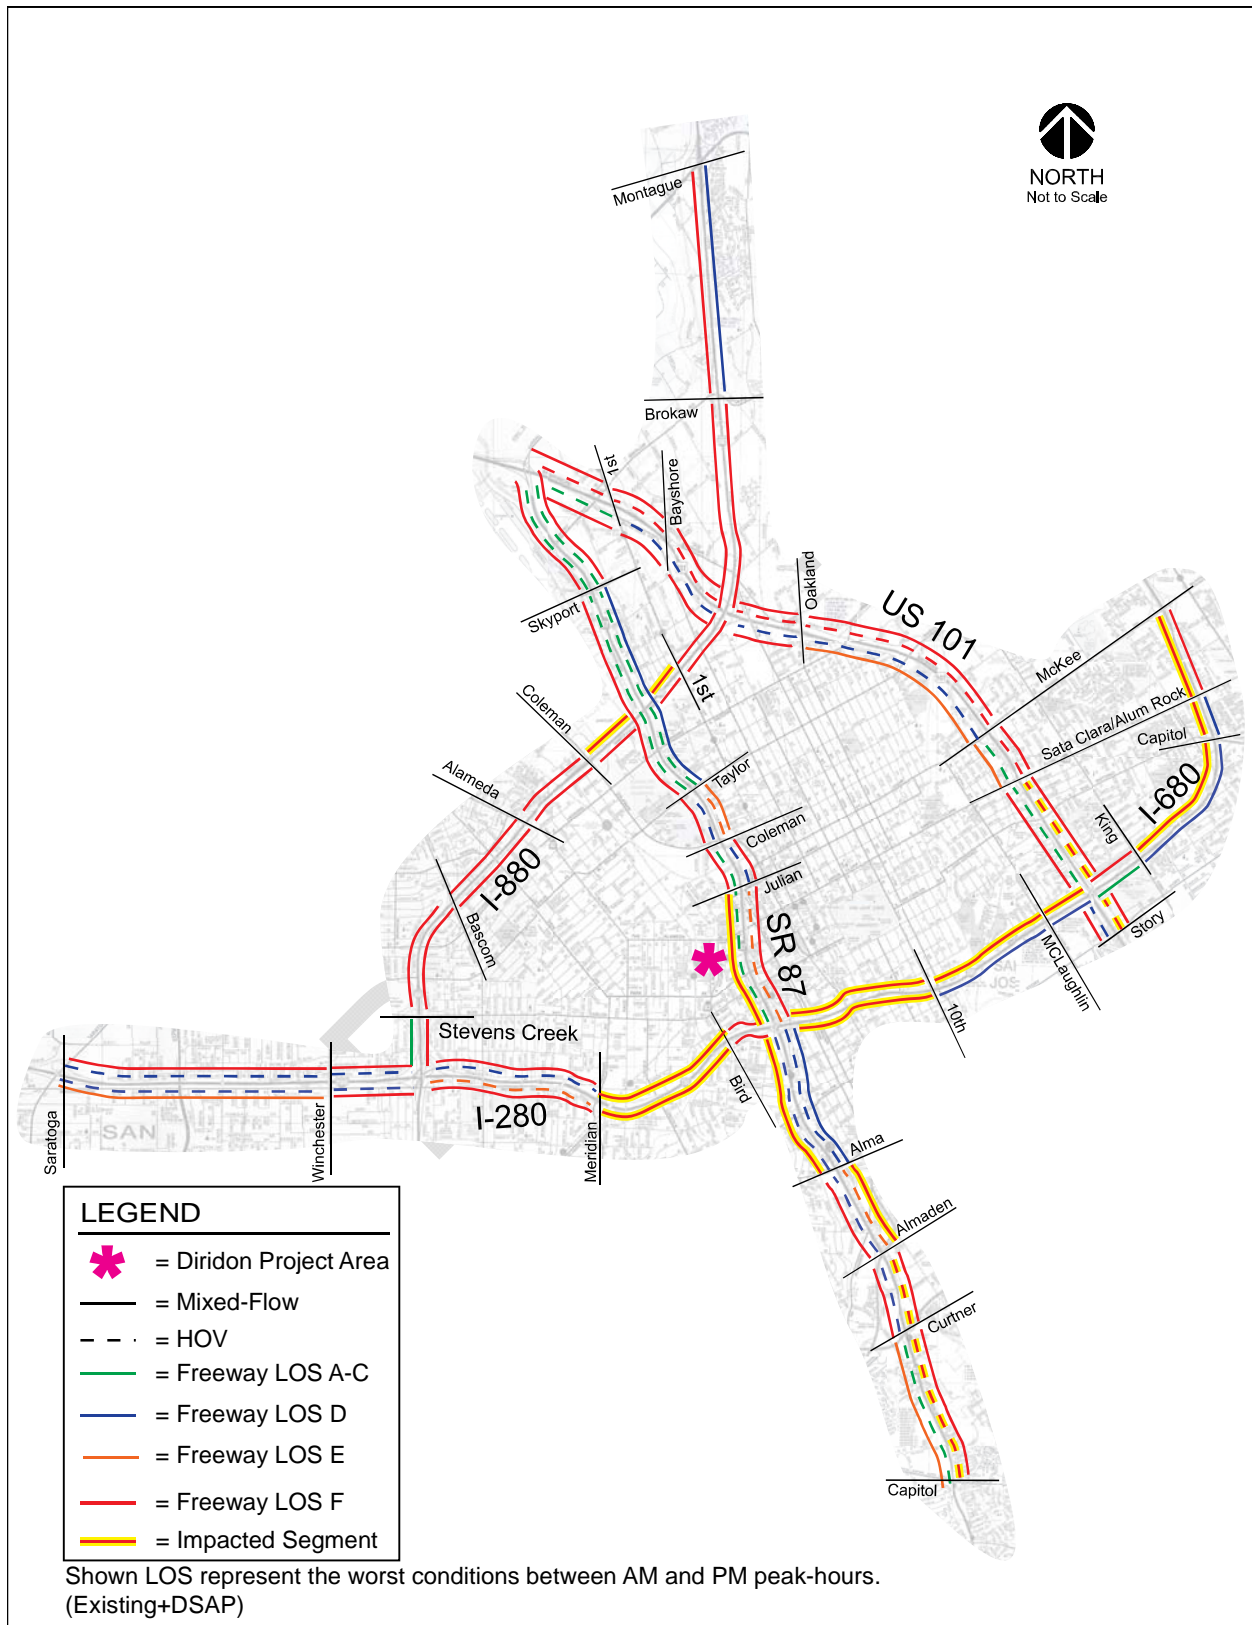 NORTH
Not to Scale
Montague
Brokaw
1st
Bayshore
Oakland
US 101
Skyport
McKee
1st
Sata Clara/Alum Rock
Coleman
Capitol
Alameda
Taylor
I-680
King
Coleman
I-880
Julian
Bascom
SR 87
Story
MCLaughlin
SAN
JOS
10th
Stevens Creek
Bird
I-280
SAN
Saratoga
Winchester
Meridian
Alma
Almaden
Curtner
Capitol
LEGEND
= Diridon Project Area
= Mixed-Flow
= HOV
= Freeway LOS A-C
= Freeway LOS D
= Freeway LOS E
= Freeway LOS F
= Impacted Segment
Shown LOS represent the worst conditions between AM and PM peak-hours.
(Existing+DSAP)